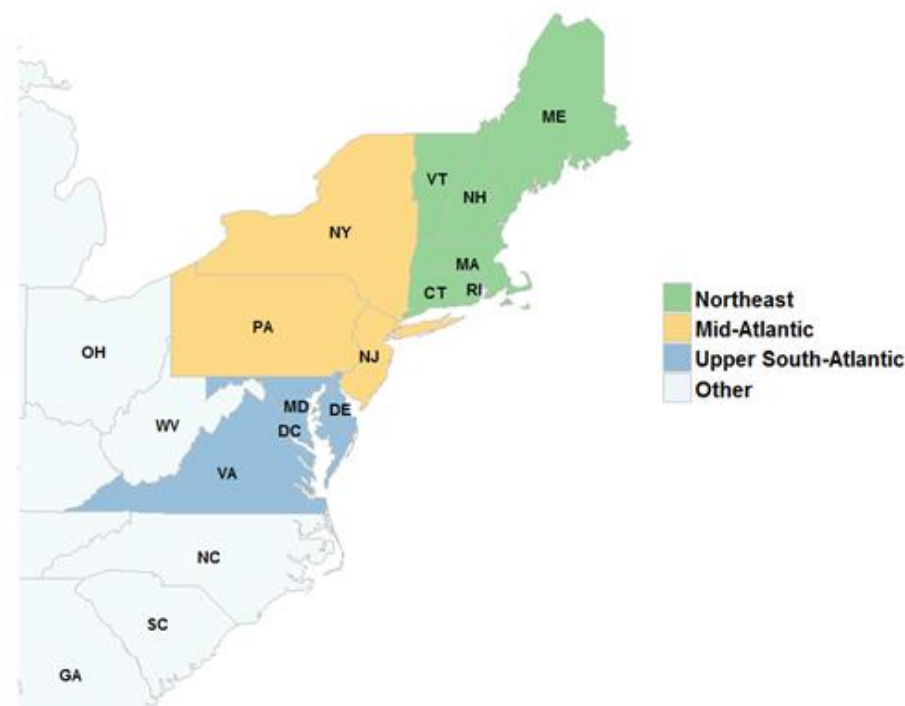 ME
VT
NH
NY
MA
CT
RI
PA
OH
NJ
MD
DE
WV
DC
VA
NC
SC
GA
Northeast
Mid-Atlantic
Upper South-Atlantic
Other